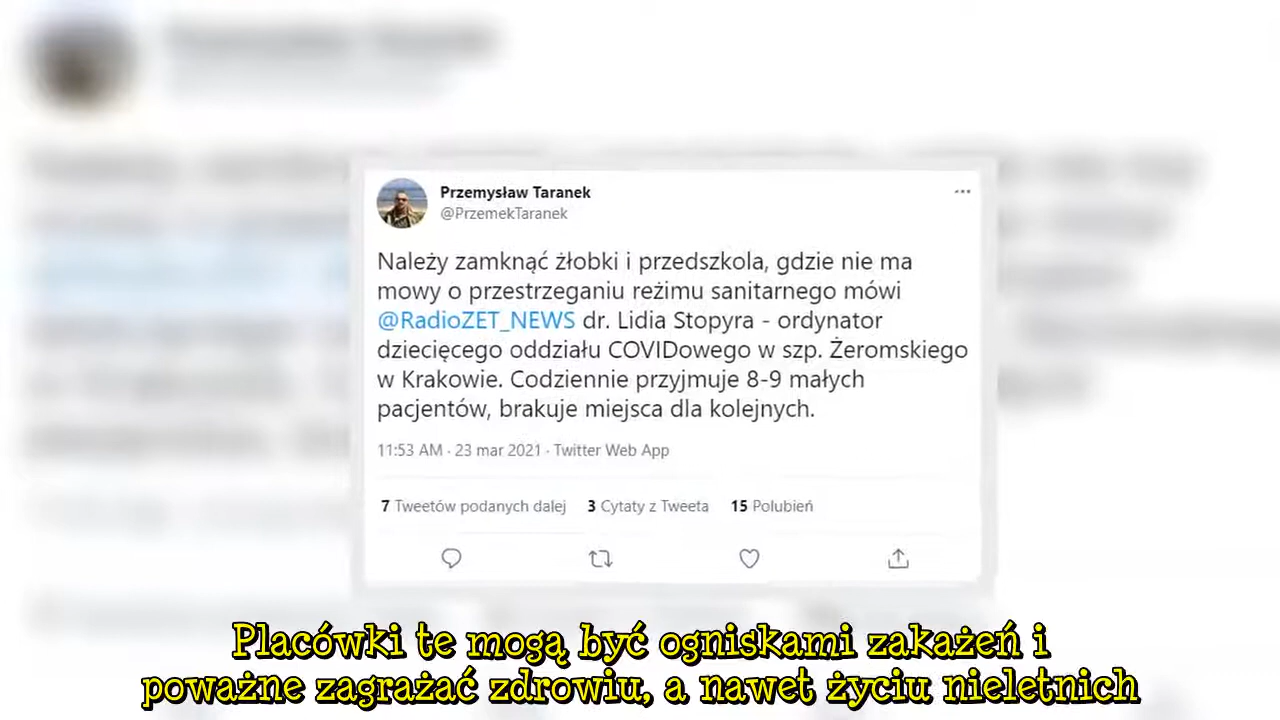 Przemysław Taranek
@PrzemekTaranek
Należy zamknąć żłobki i przedszkola, gdzie nie ma
mowy o przestrzeganiu reżimu sanitarnego mówi
@RadioZET_NEWS dr. Lidia Stopyra - ordynator
dziecięcego oddziału COVIDowego w szp. Żeromskiego
w Krakowie. Codziennie przyjmuje 8-9 małych
pacjentów, brakuje miejsca dla kolejnych.
11:53 AM · 23 mar 2021 · Twitter Web App
7 Tweetów podanych dalej 3 Cytaty z Tweeta 15 Polubień
Placówki te mogą być ogniskami zakażeń i
poważne zagrażać zdrowiu, a nawet życiu nieletnich